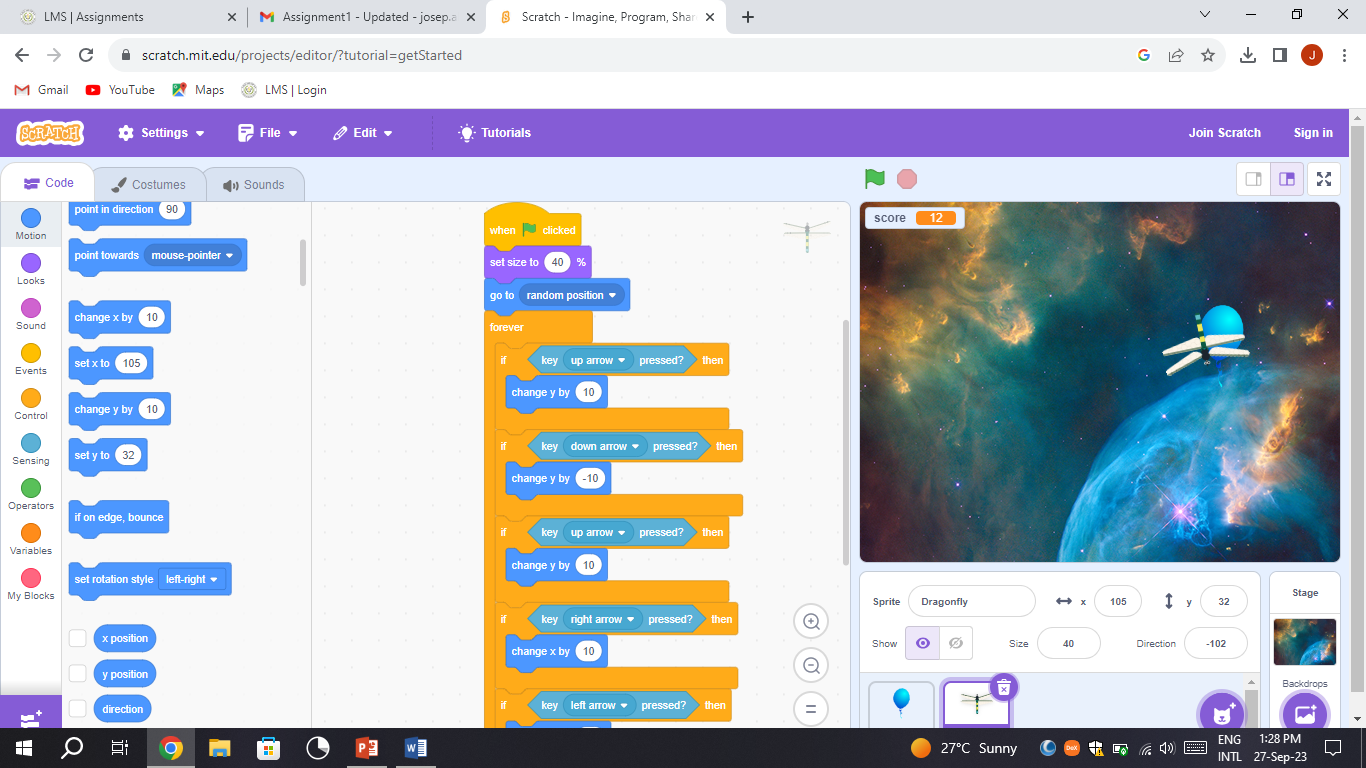 LMS | Assignments
Assignment1 - Updated - josep.a
Scratch - Imagine, Program, Shar
scratch.mit.edu/projects/editor/?tutorial=getStarted
J
Gmail YouTube Maps LMS | Login
SCRATCH Settings File Edit Tutorials Join Scratch Sign in
Code Costumes Sounds
Motion
Looks
Sound
Events
Control
Sensing
Operators
Variables
My Blocks
point in direction 90
point towards mouse-pointer
change x by 10
set x to 105
change y by 10
set y to 32
if on edge, bounce
set rotation style left-right
x position
y position
direction
when clicked
set size to 40 %
go to random position
forever
if key up arrow pressed? then
change y by 10
if key down arrow pressed? then
change y by -10
if key up arrow pressed? then
change y by 10
if key right arrow pressed? then
change x by 10
if key left arrow pressed? then
score 12
Sprite Dragonfly x 105 y 32
Show Size 40 Direction -102
Stage
Backdrops
27°C Sunny
ENG
INTL
1:28 PM
27-Sep-23